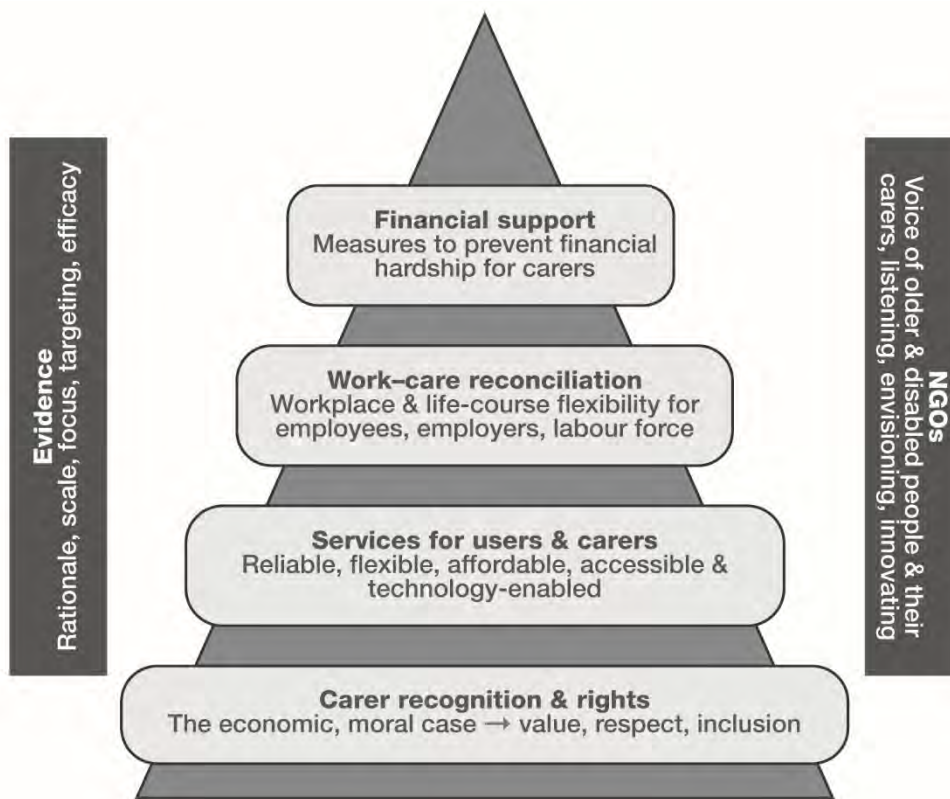 Evidence
Rationale, scale, focus, targeting, efficacy
Financial support
Measures to prevent financial
hardship for carers
Work–care reconciliation
Workplace & life-course flexibility for
employees, employers, labour force
Services for users & carers
Reliable, flexible, affordable, accessible &
technology-enabled
Carer recognition & rights
The economic, moral case → value, respect, inclusion
NGOs
Voice of older & disabled people & their
carers, listening, envisioning, innovating